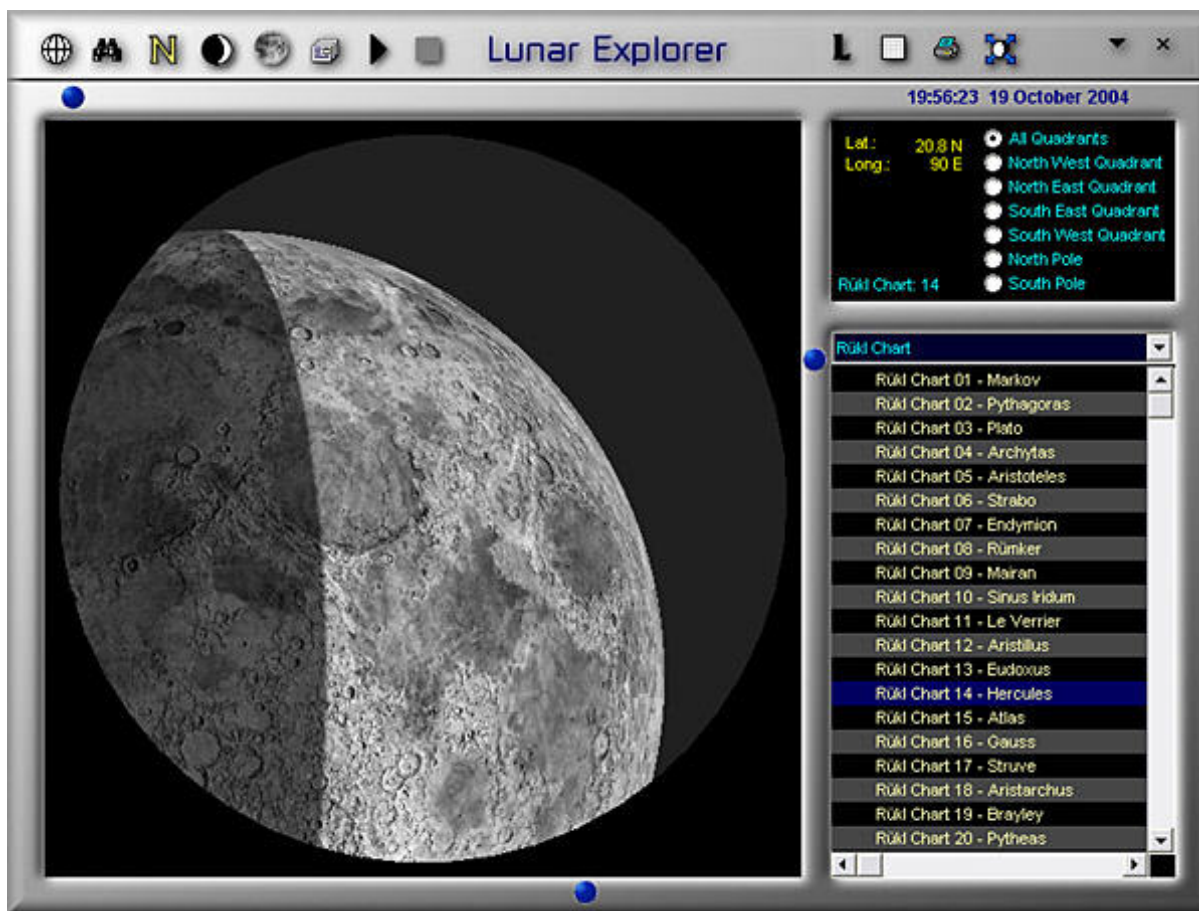 N
Lunar Explorer
L
19:56:23 19 October 2004
Lat.: 20.8 N
Long.: 90 E
All Quadrants
North West Quadrant
North East Quadrant
South East Quadrant
South West Quadrant
North Pole
South Pole
Rükl Chart: 14
Rükl Chart
Rükl Chart 01 - Markov
Rükl Chart 02 - Pythagoras
Rükl Chart 03 - Plato
Rükl Chart 04 - Archytas
Rükl Chart 05 - Aristoteles
Rükl Chart 06 - Strabo
Rükl Chart 07 - Endymion
Rükl Chart 08 - Rümker
Rükl Chart 09 - Mairan
Rükl Chart 10 - Sinus Iridum
Rükl Chart 11 - Le Verrier
Rükl Chart 12 - Aristillus
Rükl Chart 13 - Eudoxus
Rükl Chart 14 - Hercules
Rükl Chart 15 - Atlas
Rükl Chart 16 - Gauss
Rükl Chart 17 - Struve
Rükl Chart 18 - Aristarchus
Rükl Chart 19 - Brayley
Rükl Chart 20 - Pytheas